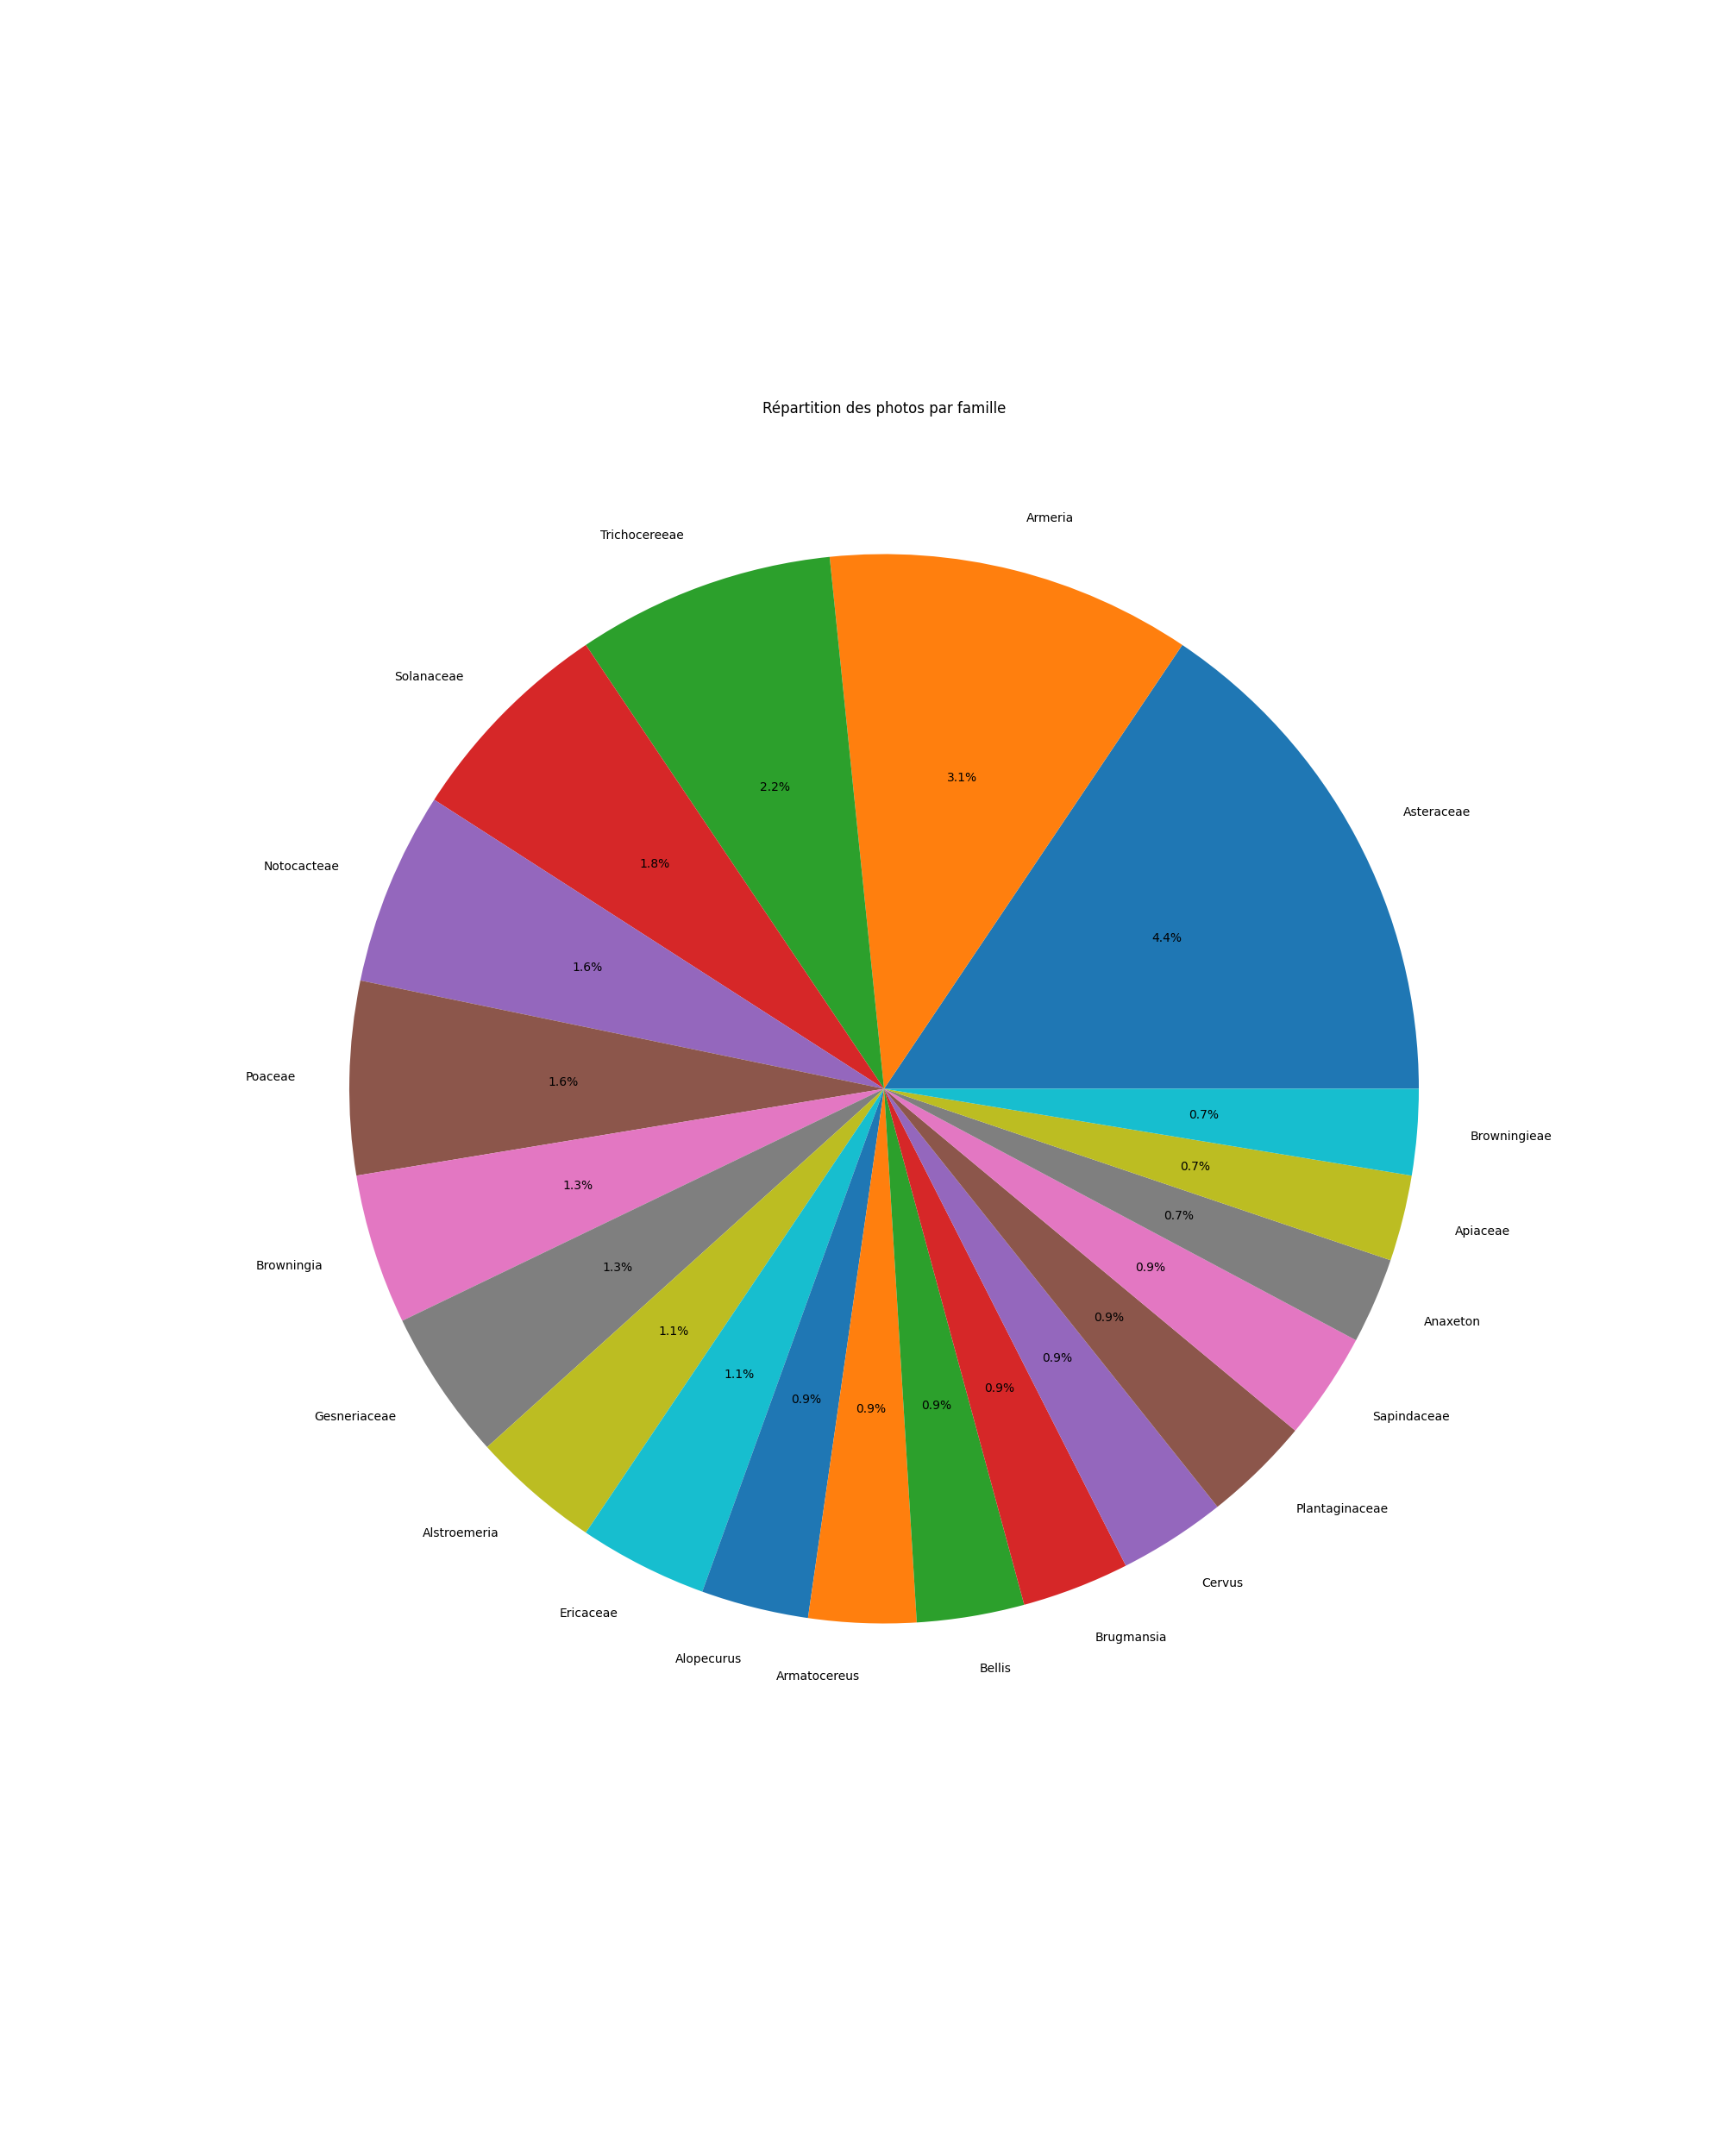 Répartition des photos par famille
Armeria
Trichocereeae
Solanaceae
Asteraceae
3.1%
2.2%
1.8%
Notocacteae
4.4%
1.6%
Poaceae
1.6%
0.7%
Browningieae
0.7%
1.3%
0.7%
Apiaceae
Browningia
1.3%
0.9%
Anaxeton
0.9%
1.1%
0.9%
1.1%
0.9%
0.9%
0.9%
0.9%
Gesneriaceae
Sapindaceae
Plantaginaceae
Alstroemeria
Cervus
Ericaceae
Brugmansia
Alopecurus
Bellis
Armatocereus